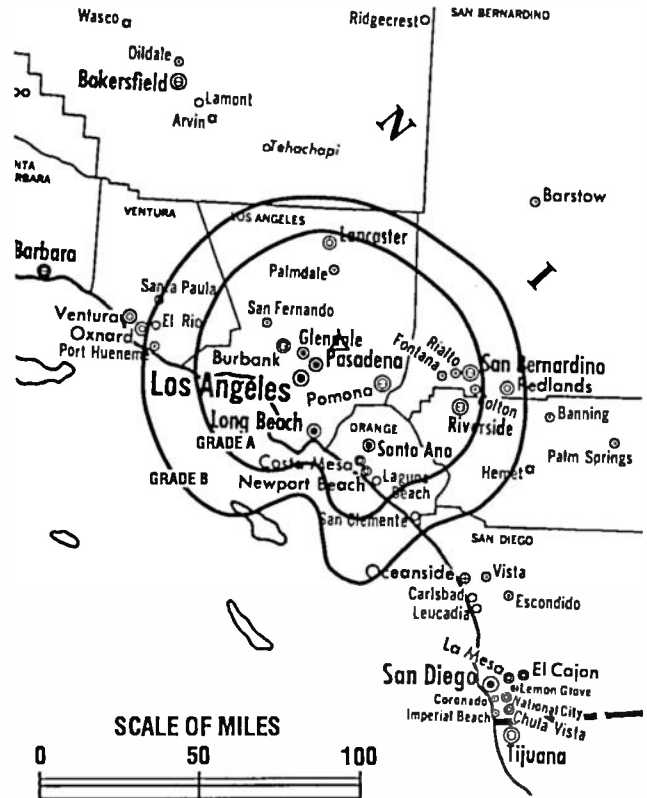 SAN BERNARDINO
Wasco
Ridgecrest
Oildale
Bakersfield
Lamont
Arvin
N
Tehachapi
NTA
RBARA
VENTURA
LOS ANGELES
Barstow
Lancaster
I
Barbara
Palmdale
Santa Paula
San Fernando
Ventura
El Rio
Oxnard
Port Hueneme
Glendale
Burbank
Pasadena
Rialto
Fontana
San Bernardino
Los Angeles
Pomona
Redlands
Colton
Long Beach
ORANGE
Riverside
Banning
GRADE A
Santa Ana
Palm Springs
Costa Mesa
GRADE B
Newport Beach
Laguna
Beach
Hemet
San Clemente
SAN DIEGO
Oceanside
Vista
Carlsbad
Escondido
Leucadia
La Mesa
El Cajon
San Diego
Lemon Grove
Coronado
National City
Imperial Beach
Chula Vista
Tijuana
SCALE OF MILES
0 50 100